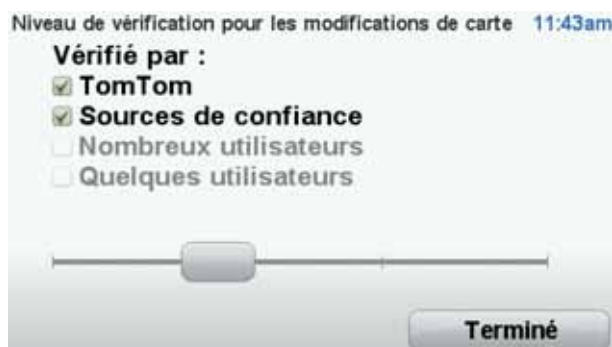 Niveau de vérification pour les modifications de carte 11:43am
Vérifié par :
TomTom
Sources de confiance
Nombreux utilisateurs
Quelques utilisateurs
Terminé